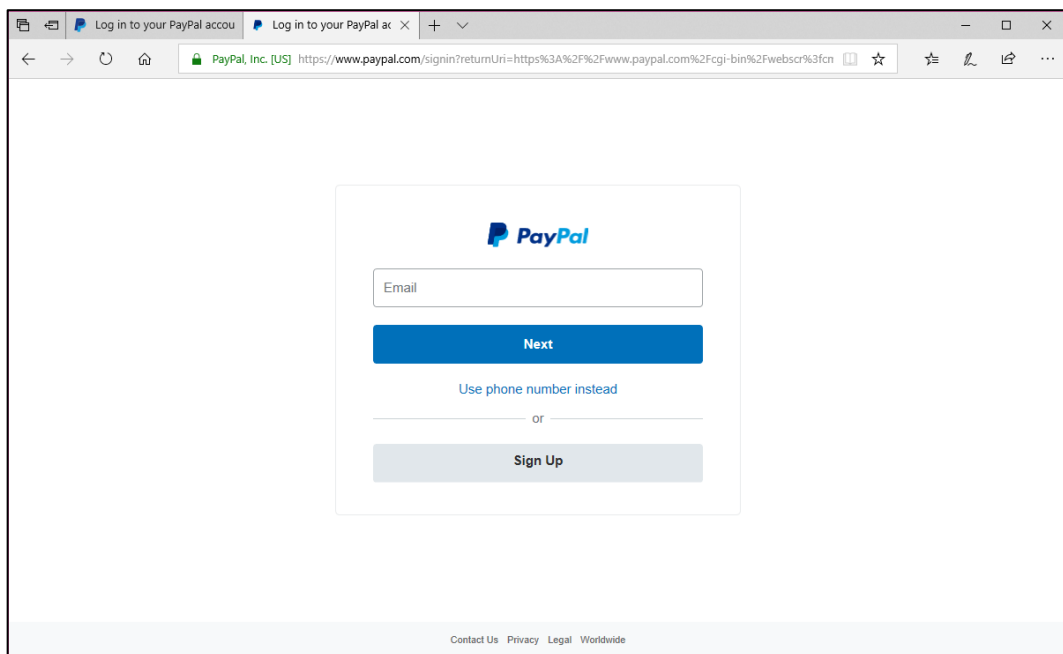 Log in to your PayPal accou
Log in to your PayPal ac
PayPal, Inc. [US] https://www.paypal.com/signin?returnUri=https%3A%2F%2Fwww.paypal.com%2Fcgi-bin%2Fwebscr%3fcm
PayPal
Email
Next
Use phone number instead
or
Sign Up
Contact Us Privacy Legal Worldwide